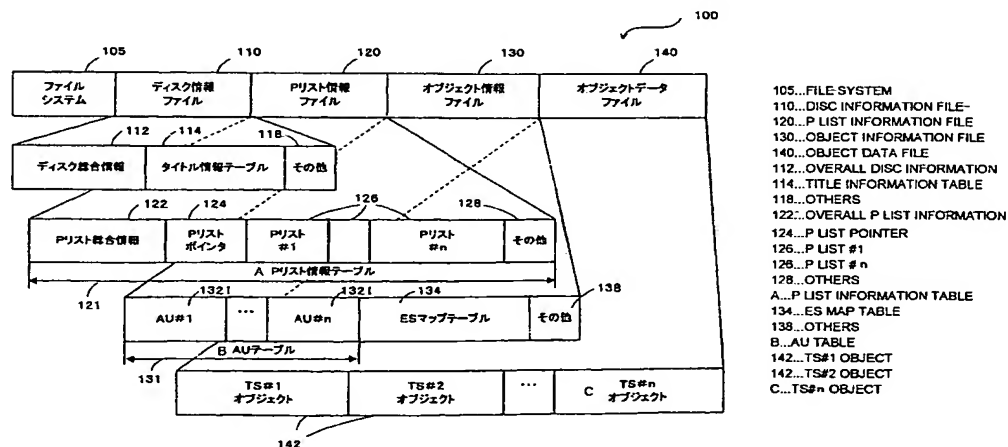 100
105
110
120
130
140
ファイル
システム
ディスク情報
ファイル
Pリスト情報
ファイル
オブジェクト情報
ファイル
オブジェクトデータ
ファイル
112
114
118
ディスク総合情報
タイトル情報テーブル
その他
122
124
126
128
Pリスト総合情報
Pリスト
ポインタ
Pリスト
#1
Pリスト
#n
その他
A Pリスト情報テーブル
121
132I
132I
134
138
AU#1
...
AU#n
ESマップテーブル
その他
B AUテーブル
131
TS#1
オブジェクト
TS#2
オブジェクト
...
C TS#n
オブジェクト
142
105...FILE SYSTEM
110...DISC INFORMATION FILE-
120...P LIST INFORMATION FILE
130...OBJECT INFORMATION FILE
140...OBJECT DATA FILE
112...OVERALL DISC INFORMATION
114...TITLE INFORMATION TABLE
118...OTHERS
122...OVERALL P LIST INFORMATION
124...P LIST POINTER
126...P LIST #1
126...P LIST #n
128...OTHERS
A...P LIST INFORMATION TABLE
134...ES MAP TABLE
138...OTHERS
B...AU TABLE
142...TS#1 OBJECT
142...TS#2 OBJECT
C...TS#n OBJECT